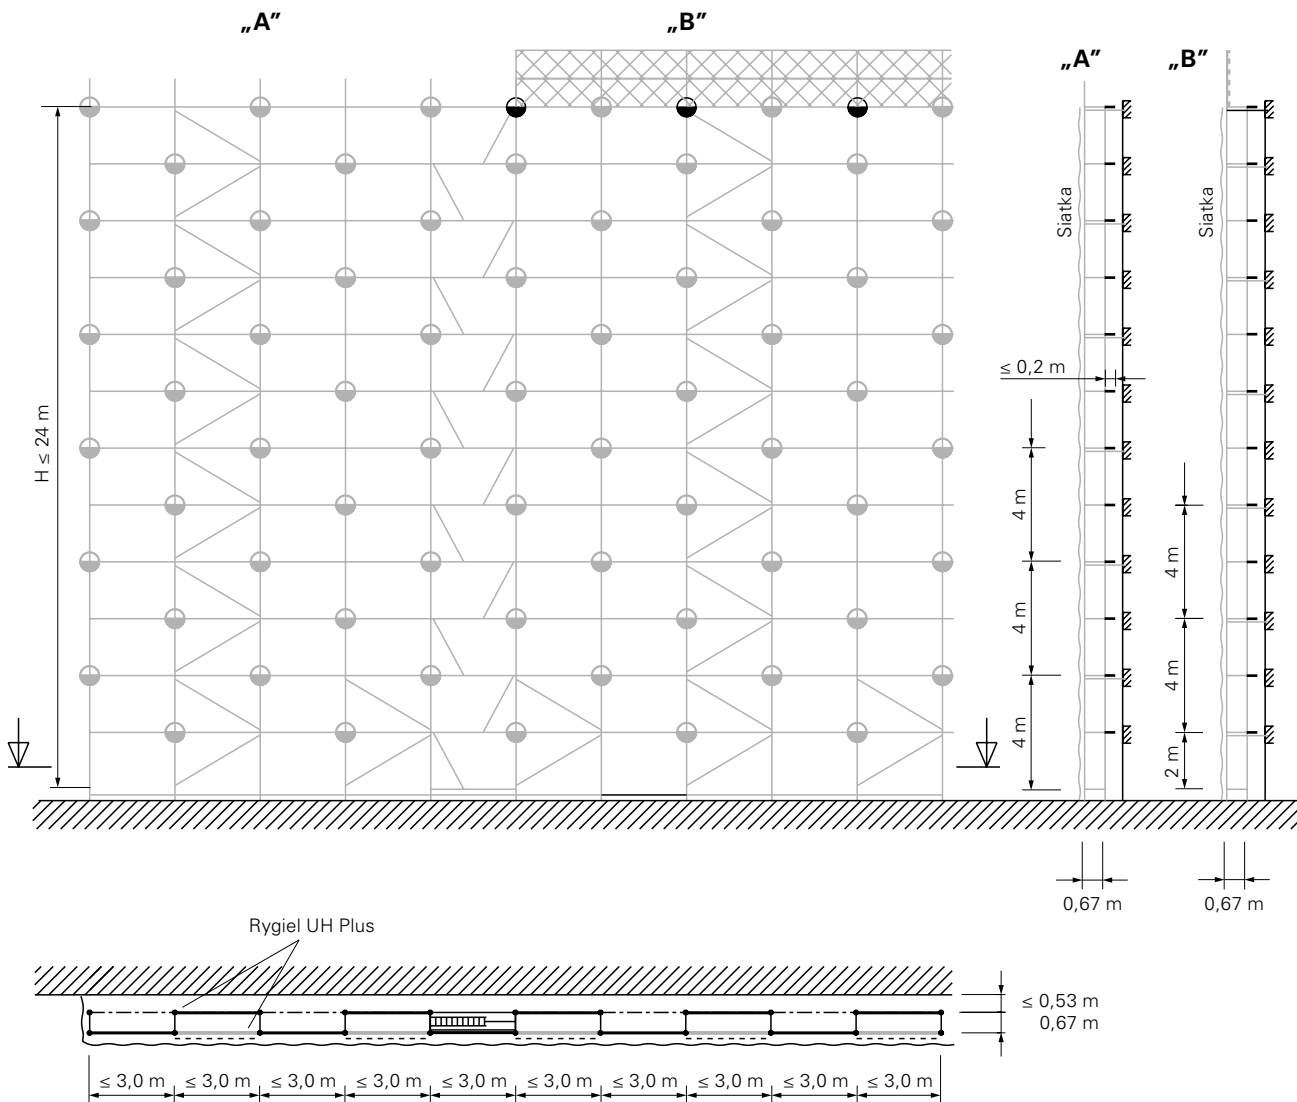 „A”
„B”
„A”
„B”
Siatka
Siatka
≤ 0,2 m
H ≤ 24 m
4 m
4 m
4 m
4 m
4 m
2 m
0,67 m
0,67 m
Rygiel UH Plus
≤ 0,53 m
0,67 m
≤ 3,0 m ≤ 3,0 m ≤ 3,0 m ≤ 3,0 m ≤ 3,0 m ≤ 3,0 m ≤ 3,0 m ≤ 3,0 m ≤ 3,0 m ≤ 3,0 m